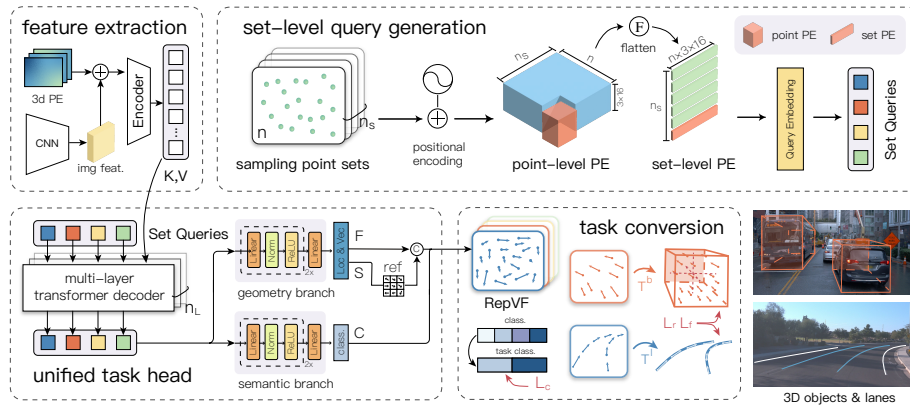 feature extraction
3d PE
CNN
img feat.
Encoder
K,V
set-level query generation
n
n_S
sampling point sets
positional
encoding
n_S
n
3×16
point-level PE
F
flatten
n×3×16
n_S
set-level PE
point PE
set PE
Query Embedding
Set Queries
Set Queries
multi-layer
transformer decoder
n_L
unified task head
Linear
Norm
ReLU
Linear
2x
Loc & Vec
geometry branch
F
S
ref
C
Linear
Norm
ReLU
Linear
2x
class.
semantic branch
C
task conversion
RepVF
class.
task class.
L_c
T^b
L_r L_f
T^l
3D objects & lanes